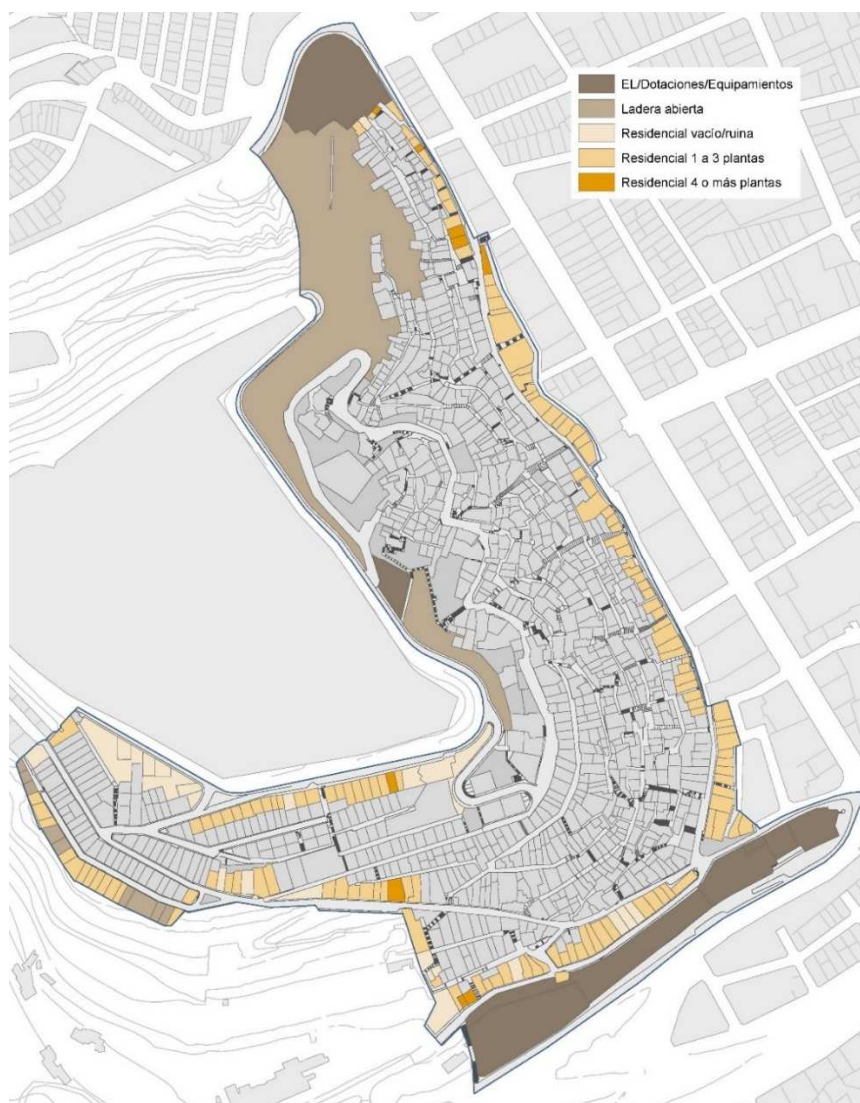 EL/Dotaciones/Equipamientos
Ladera abierta
Residencial vacío/ruina
Residencial 1 a 3 plantas
Residencial 4 o más plantas